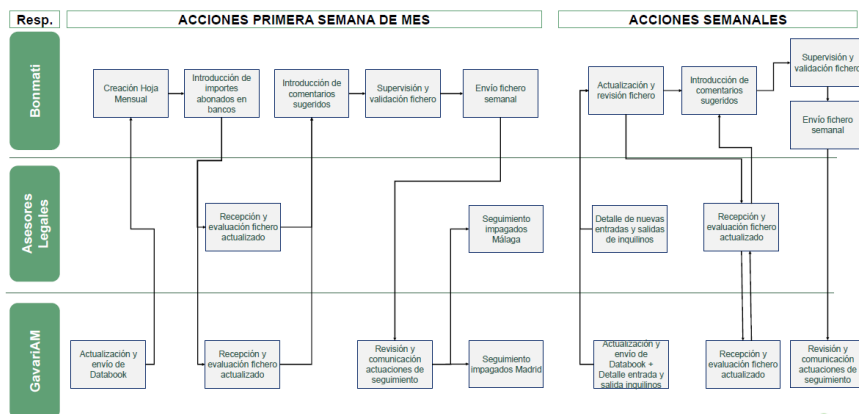 Resp.
ACCIONES PRIMERA SEMANA DE MES
ACCIONES SEMANALES
Bonmati
Creación Hoja
Mensual
Introducción de
importes
abonados en
bancos
Introducción de
comentarios
sugeridos
Supervisión y
validación fichero
Envío fichero
semanal
Actualización y
revisión fichero
Introducción de
comentarios
sugeridos
Supervisión y
validación fichero
Envío fichero
semanal
Asesores
Legales
Recepción y
evaluación fichero
actualizado
Seguimiento
impagados
Málaga
Detalle de nuevas
entradas y salidas
de inquilinos
Recepción y
evaluación fichero
actualizado
GavariAM
Actualización y
envío de
Databook
Recepción y
evaluación fichero
actualizado
Revisión y
comunicación
actuaciones de
seguimiento
Seguimiento
impagados Madrid
Actualización y
envío de
Databook +
Detalle entrada y
salida inquilinos
Recepción y
evaluación fichero
actualizado
Revisión y
comunicación
actuaciones de
seguimiento